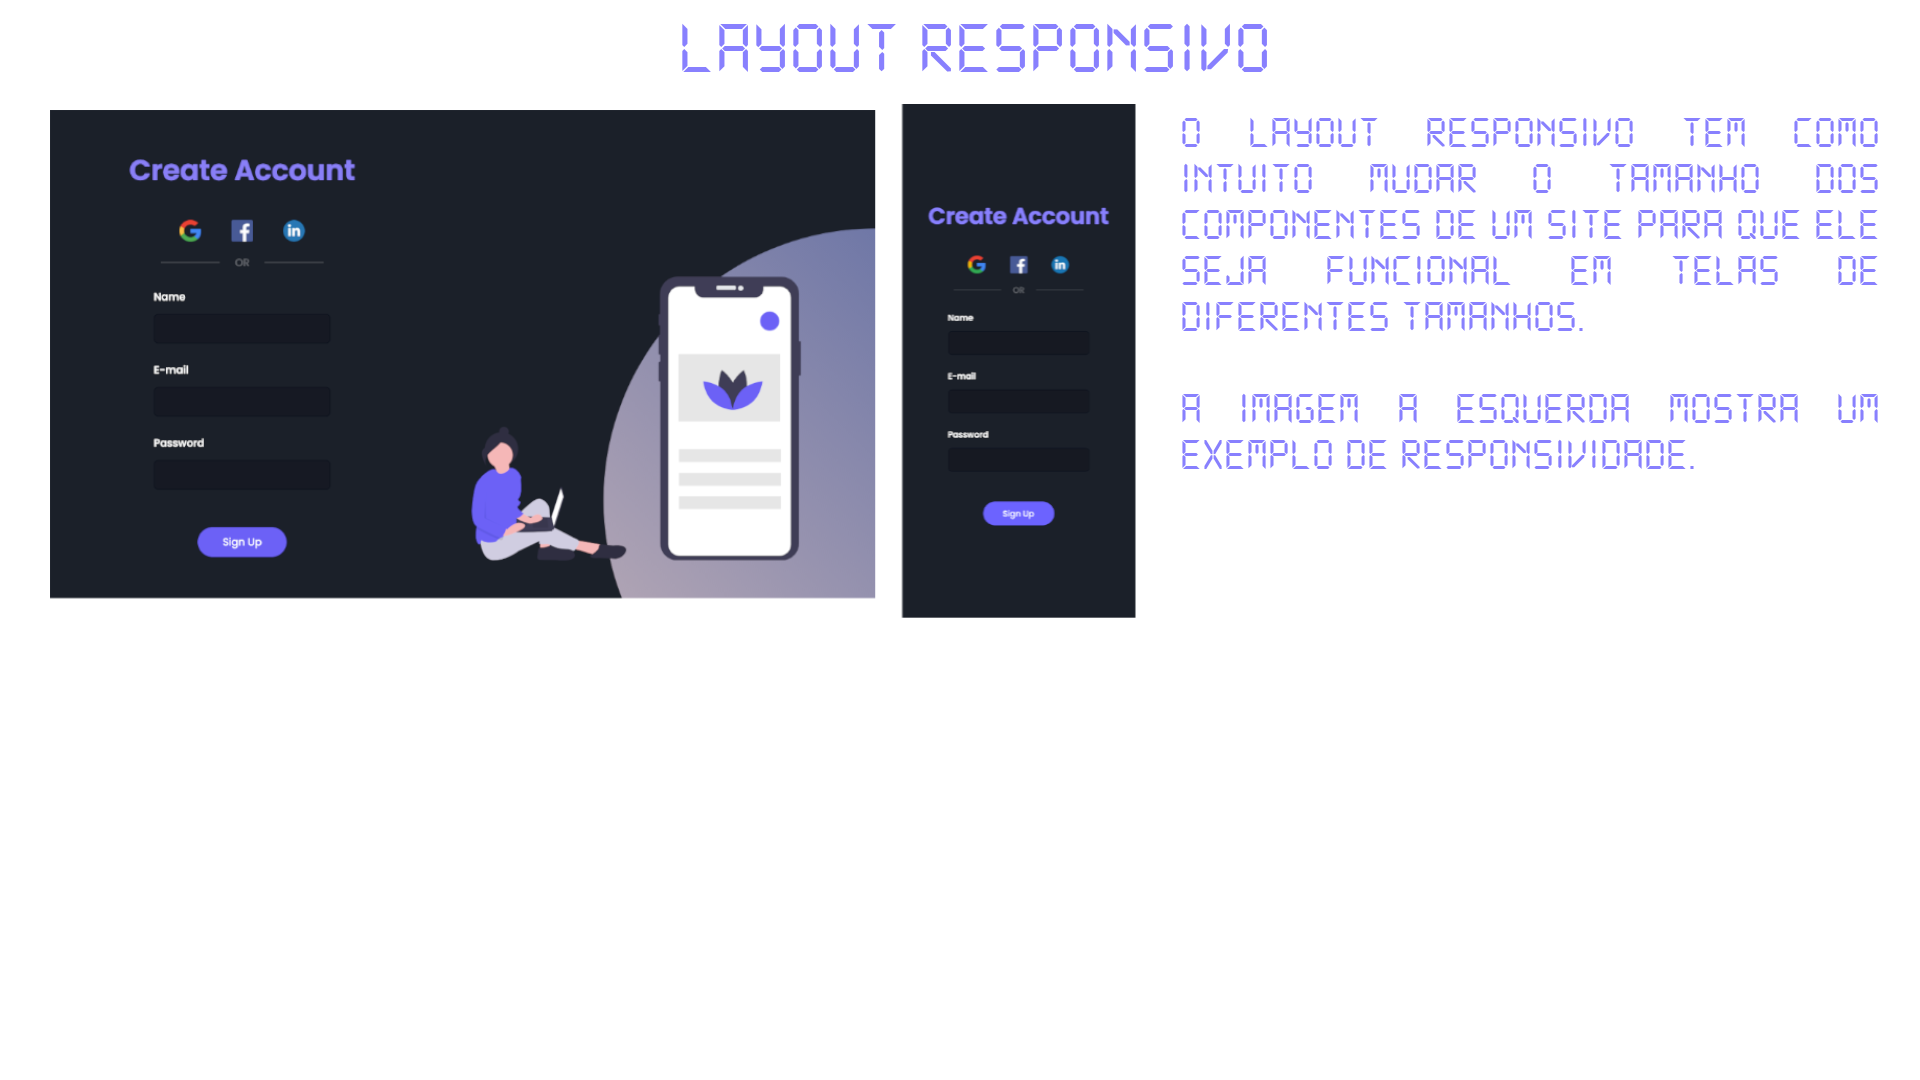 LAYOUT RESPONSIVO
Create Account
OR
Name
E-mail
Password
Sign Up
Create Account
OR
Name
E-mail
Password
Sign Up
O LAYOUT RESPONSIVO TEM COMO
INTUITO MUDAR O TAMANHO DOS
COMPONENTES DE UM SITE PARA QUE ELE
SEJA FUNCIONAL EM TELAS DE
DIFERENTES TAMANHOS.
A IMAGEM A ESQUERDA MOSTRA UM
EXEMPLO DE RESPONSIVIDADE.